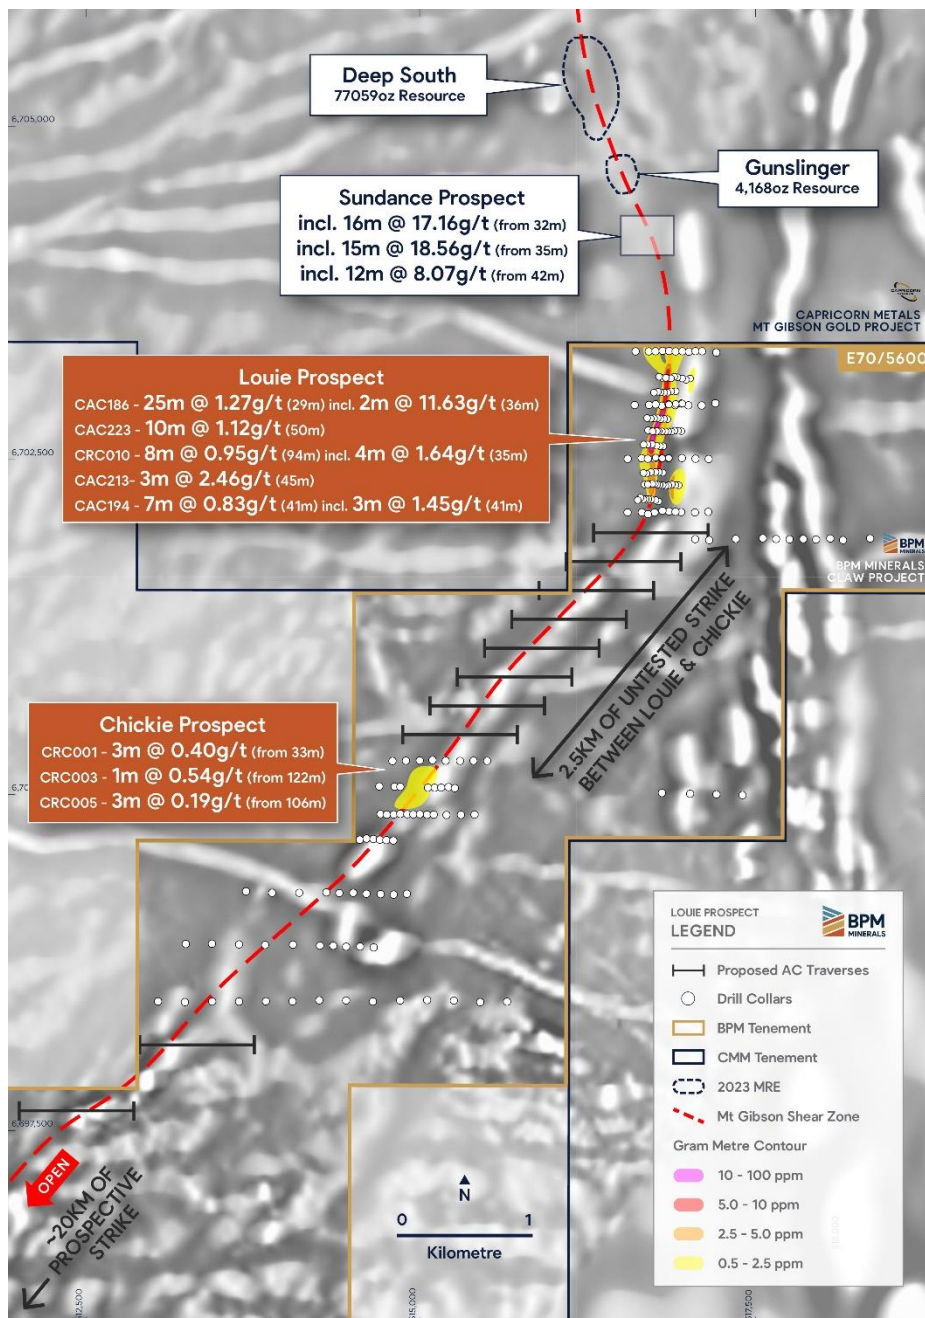 Deep South
77059oz Resource
6,705,000
Gunslinger
4,168oz Resource
Sundance Prospect
incl. 16m @ 17.16g/t (from 32m)
incl. 15m @ 18.56g/t (from 35m)
incl. 12m @ 8.07g/t (from 42m)
CAPRICORN METALS
MT GIBSON GOLD PROJECT
E70/5600
Louie Prospect
CAC186 - 25m @ 1.27g/t (29m) incl. 2m @ 11.63g/t (36m)
CAC223 - 10m @ 1.12g/t (50m)
CRC010 - 8m @ 0.95g/t (94m) incl. 4m @ 1.64g/t (35m)
CAC213- 3m @ 2.46g/t (45m)
CAC194 - 7m @ 0.83g/t (41m) incl. 3m @ 1.45g/t (41m)
6,702,500
BPM
MINERALS
BPM MINERALS
CLAW PROJECT
2.5KM OF UNTESTED STRIKE
BETWEEN LOUIE & CHICKIE
Chickie Prospect
CRC001 - 3m @ 0.40g/t (from 33m)
CRC003 - 1m @ 0.54g/t (from 122m)
CRC005 - 3m @ 0.19g/t (from 106m)
LOUIE PROSPECT
LEGEND
BPM
MINERALS
Proposed AC Traverses
Drill Collars
BPM Tenement
CMM Tenement
2023 MRE
Mt Gibson Shear Zone
Gram Metre Contour
10 - 100 ppm
5.0 - 10 ppm
2.5 - 5.0 ppm
0.5 - 2.5 ppm
6,697,500
OPEN
~20KM OF
PROSPECTIVE
STRIKE
N
0 1
Kilometre
512,500
515,000
517,500